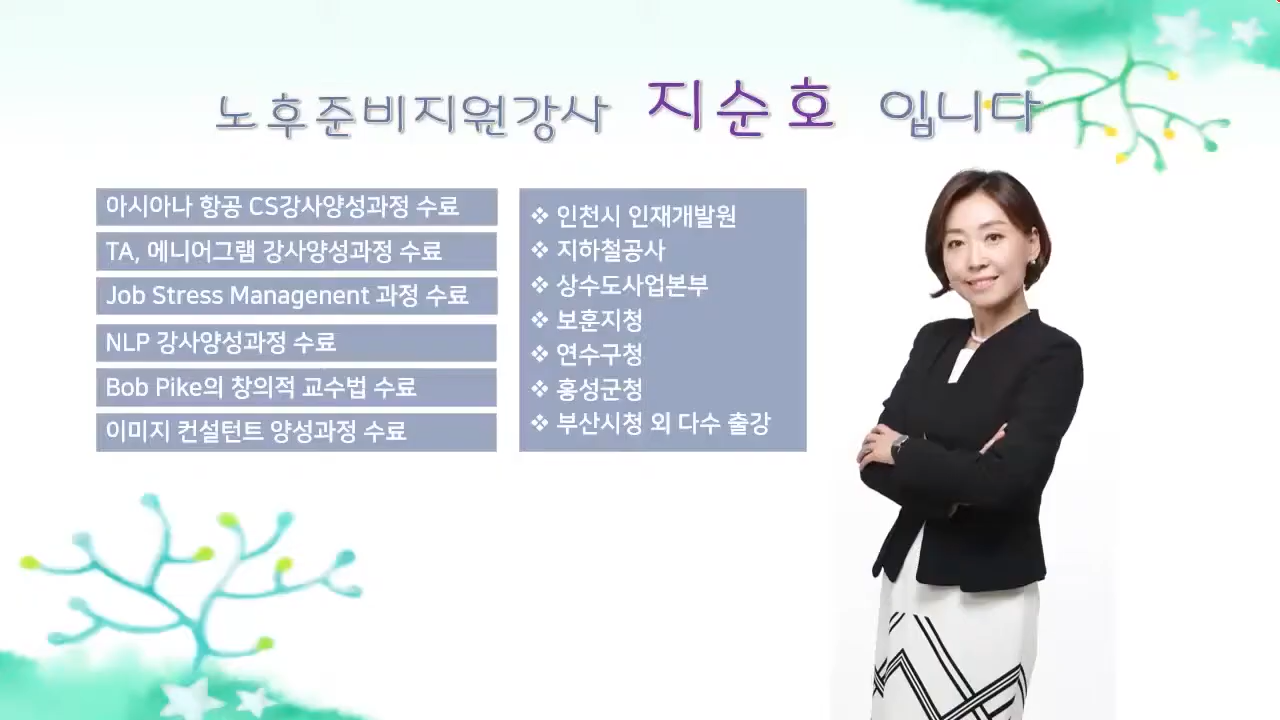 노후준비지원강사 지순호 입니다
아시아나 항공 CS강사양성과정 수료
TA, 에니어그램 강사양성과정 수료
Job Stress Managenent 과정 수료
NLP 강사양성과정 수료
Bob Pike의 창의적 교수법 수료
이미지 컨설턴트 양성과정 수료
❖ 인천시 인재개발원
❖ 지하철공사
❖ 상수도사업본부
❖ 보훈지청
❖ 연수구청
❖ 홍성군청
❖ 부산시청 외 다수 출강